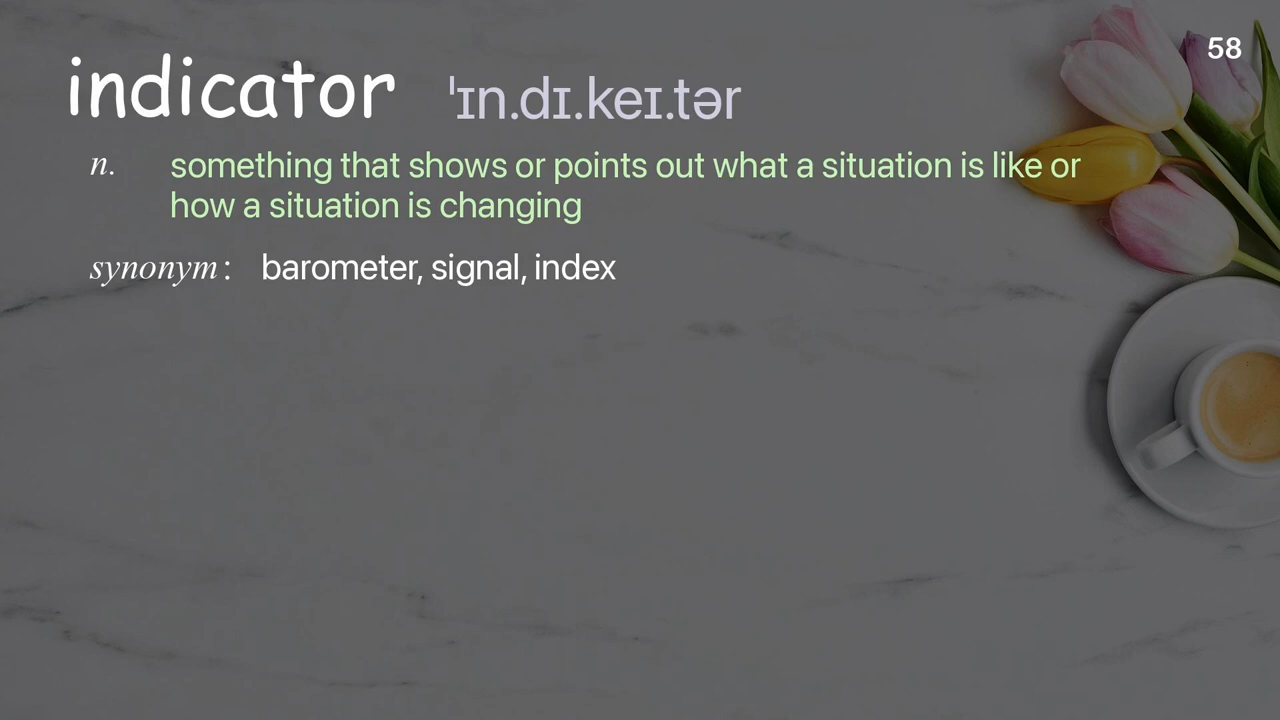 58
indicator ˈɪn.dɪ.keɪ.tər
n. something that shows or points out what a situation is like or
how a situation is changing
synonym: barometer, signal, index